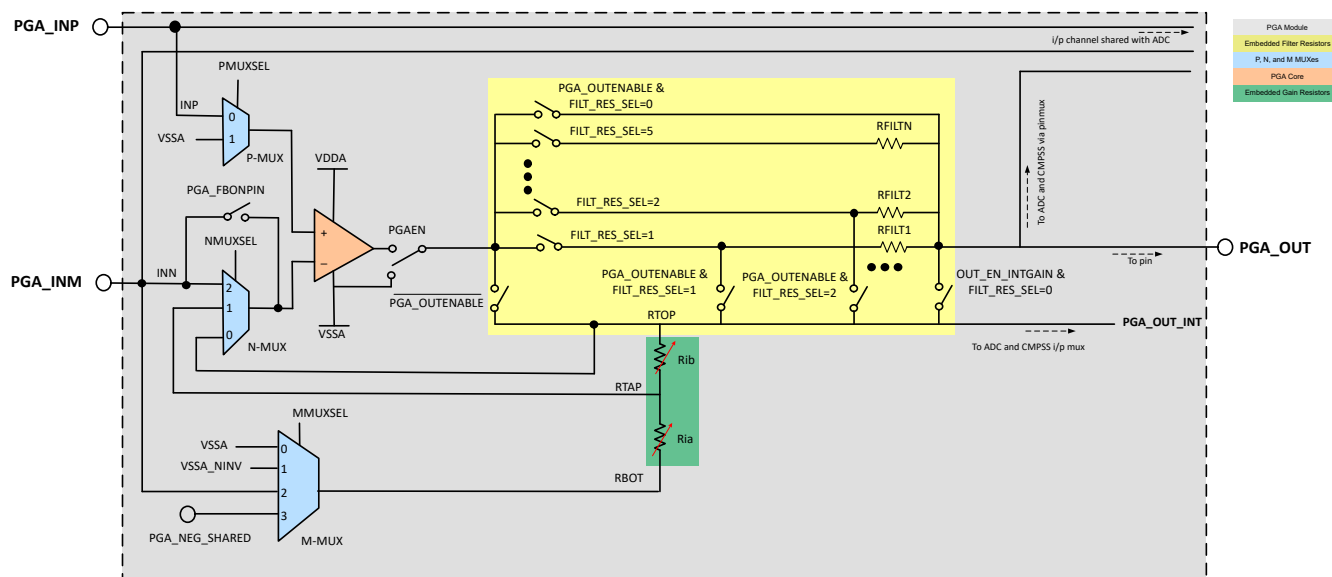 PGA_INP
i/p channel shared with ADC
PGA Module
Embedded Filter Resistors
P, N, and M MUXes
PGA Core
Embedded Gain Resistors
PMUXSEL
INP
0
VSSA
1
P-MUX
VDDA
PGA_FBONPIN
NMUXSEL
+
–
PGAEN
PGA_OUTENABLE
VSSA
PGA_INM
INN
2
1
0
N-MUX
PGA_OUTENABLE &
FILT_RES_SEL=0
FILT_RES_SEL=5
RFILTN
FILT_RES_SEL=2
RFILT2
FILT_RES_SEL=1
RFILT1
PGA_OUTENABLE &
FILT_RES_SEL=1
PGA_OUTENABLE &
FILT_RES_SEL=2
OUT_EN_INTGAIN &
FILT_RES_SEL=0
To ADC and CMPSS via pinmux
To pin
PGA_OUT
RTOP
PGA_OUT_INT
To ADC and CMPSS i/p mux
Rib
RTAP
Ria
RBOT
MMUXSEL
VSSA
0
VSSA_NINV
1
2
3
PGA_NEG_SHARED
M-MUX